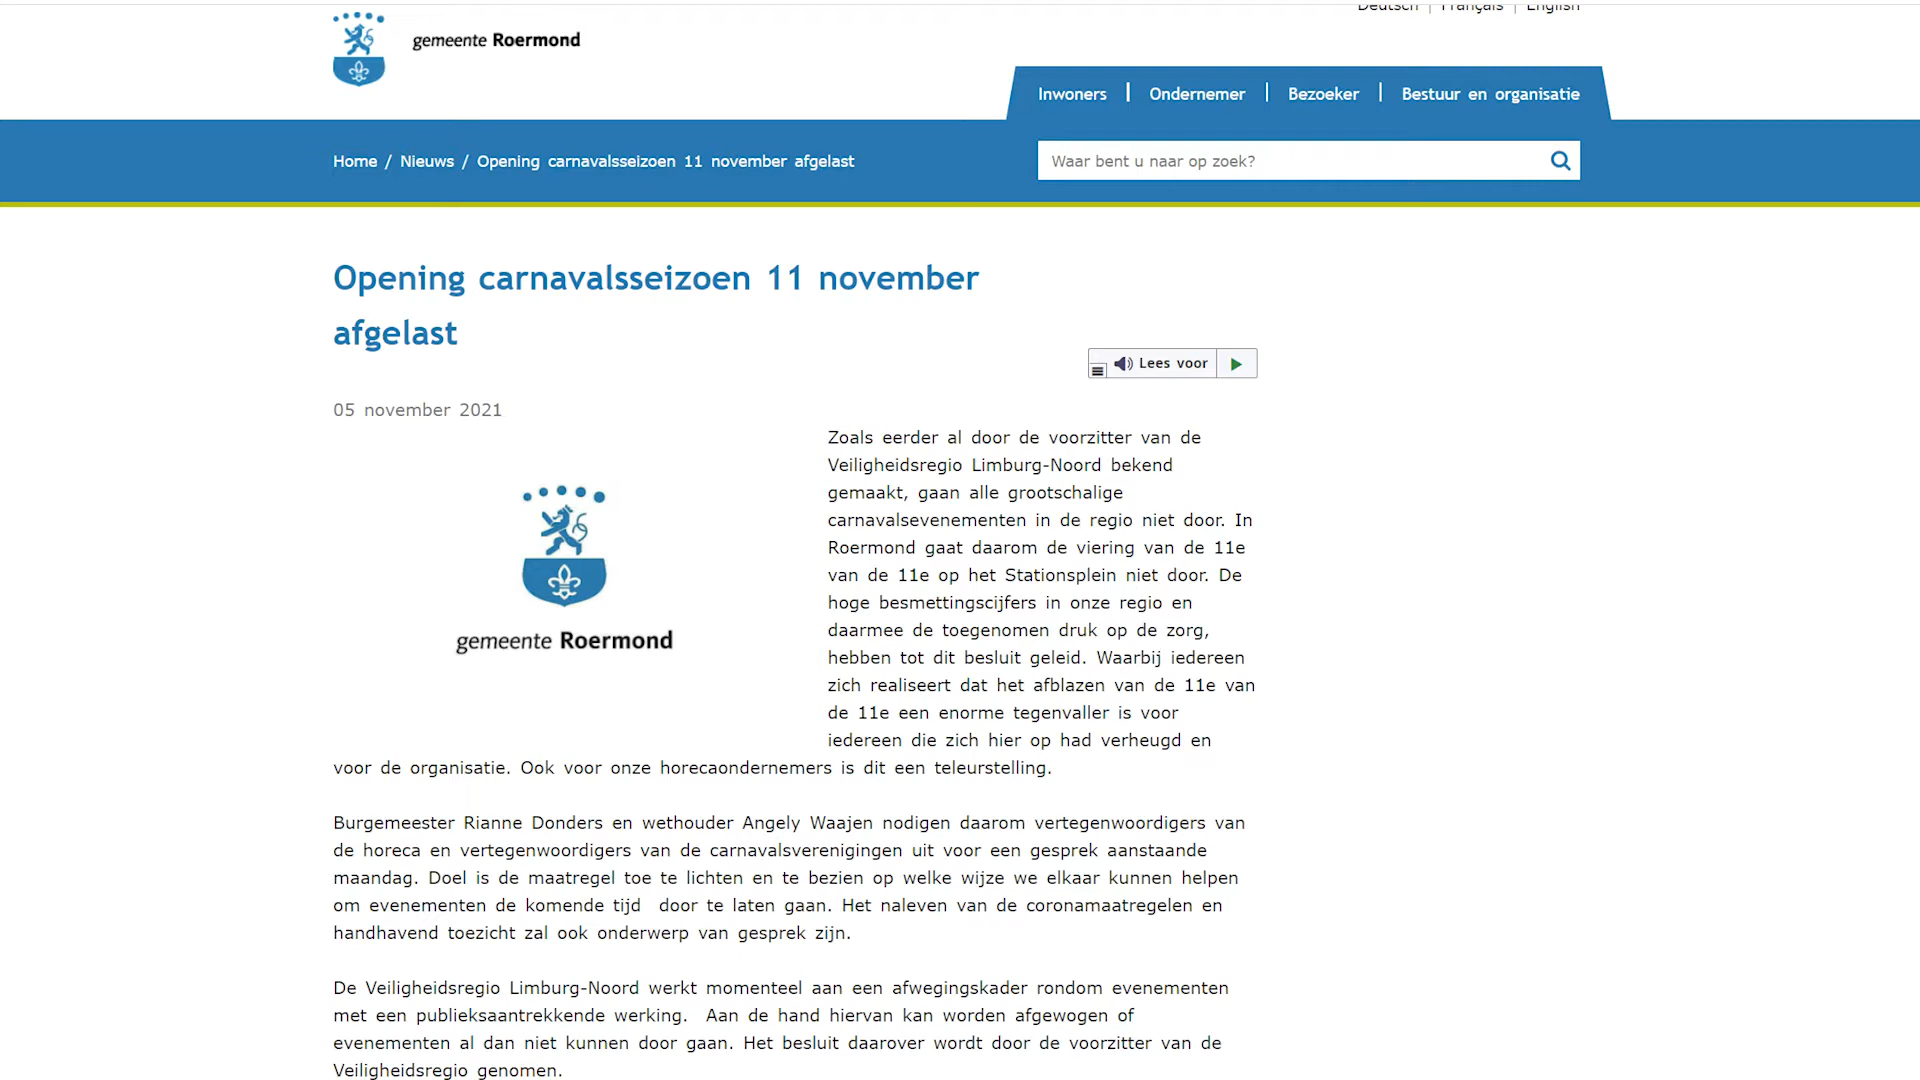 Deutsch | Français | English
gemeente Roermond
Inwoners | Ondernemer | Bezoeker | Bestuur en organisatie
Home / Nieuws / Opening carnavalsseizoen 11 november afgelast
Waar bent u naar op zoek?
Opening carnavalsseizoen 11 november
afgelast
Lees voor
05 november 2021
gemeente Roermond
Zoals eerder al door de voorzitter van de
Veiligheidsregio Limburg-Noord bekend
gemaakt, gaan alle grootschalige
carnavalsevenementen in de regio niet door. In
Roermond gaat daarom de viering van de 11e
van de 11e op het Stationsplein niet door. De
hoge besmettingscijfers in onze regio en
daarmee de toegenomen druk op de zorg,
hebben tot dit besluit geleid. Waarbij iedereen
zich realiseert dat het afblazen van de 11e van
de 11e een enorme tegenvaller is voor
iedereen die zich hier op had verheugd en
voor de organisatie. Ook voor onze horecaondernemers is dit een teleurstelling.
Burgemeester Rianne Donders en wethouder Angely Waajen nodigen daarom vertegenwoordigers van
de horeca en vertegenwoordigers van de carnavalsverenigingen uit voor een gesprek aanstaande
maandag. Doel is de maatregel toe te lichten en te bezien op welke wijze we elkaar kunnen helpen
om evenementen de komende tijd door te laten gaan. Het naleven van de coronamaatregelen en
handhavend toezicht zal ook onderwerp van gesprek zijn.
De Veiligheidsregio Limburg-Noord werkt momenteel aan een afwegingskader rondom evenementen
met een publieksaantrekkende werking. Aan de hand hiervan kan worden afgewogen of
evenementen al dan niet kunnen door gaan. Het besluit daarover wordt door de voorzitter van de
Veiligheidsregio genomen.